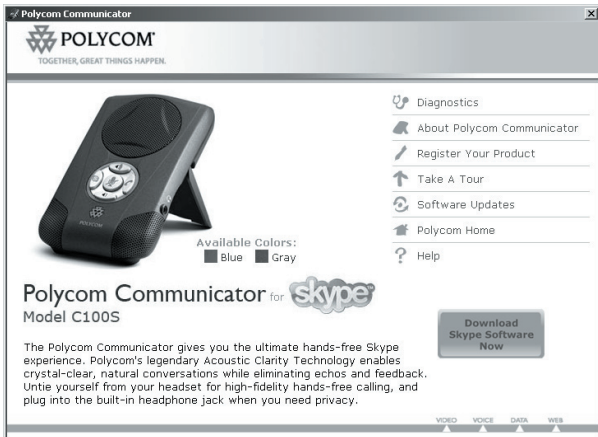 Polycom Communicator
POLYCOM
TOGETHER, GREAT THINGS HAPPEN.
Diagnostics
About Polycom Communicator
Register Your Product
Take A Tour
Software Updates
Polycom Home
? Help
POLYCOM
Available Colors:
Blue Gray
Polycom Communicator for skype
Model C100S
Download
Skype Software
Now
The Polycom Communicator gives you the ultimate hands-free Skype
experience. Polycom's legendary Acoustic Clarity Technology enables
crystal-clear, natural conversations while eliminating echos and feedback.
Untie yourself from your headset for high-fidelity hands-free calling, and
plug into the built-in headphone jack when you need privacy.
VIDEO VOICE DATA WEB